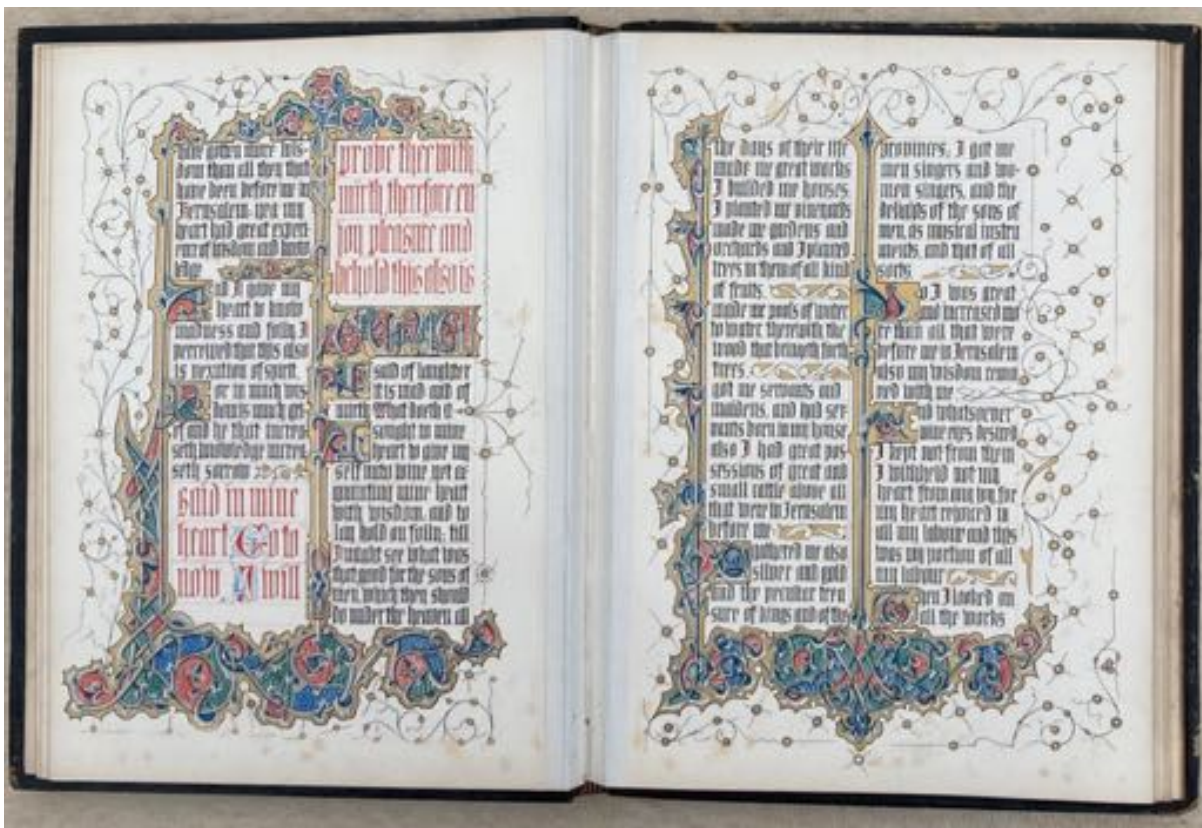 have gotten more wis-
dom than all they that
have been before me in
Jerusalem: yea my
heart had great experi
ence of wisdom and know
ledge
nd I gave my
heart to know
madness and folly I
perceived that this also
is vexation of spirit.
or in much wis
dom is much gri
ef and he that increa
seth knowledge increa
seth sorrow
said in mine
heart Go to
now I will
prove thee with
mirth therefore en
joy pleasure and
behold this also is
said of laughter
it is mad and of
mirth What doeth it
sought in mine
heart to give my
self unto wine yet ac
quainting mine heart
with wisdom, and to
lay hold on folly; till
I might see what was
that good for the sons of
men, which they should
do under the heaven all
the days of their life
made me great works
I builded me houses;
I planted me vineyards
made me gardens and
orchards and I planted
trees in them of all kind
of fruits.
made me pools of water
to water therewith the
wood that bringeth forth
trees.
got me servants and
maidens, and had ser
vants born in my house
also I had great pos
sessions of great and
small cattle above all
that were in Jerusalem
before me
gathered me also
silver and gold
and the peculiar trea
sure of kings and of the
provinces; I gat me
men singers and wo-
men singers, and the
delights of the sons of
men, as musical instru
ments, and that of all
sorts.
So I was great
and increased mo
re than all that were
before me in Jerusalem
also my wisdom remai
ned with me
And whatsoever
mine eyes desired
I kept not from them
I withheld not my
heart from any joy for
my heart rejoiced in
all my labour and this
was my portion of all
my labour
Then I looked on
all the works